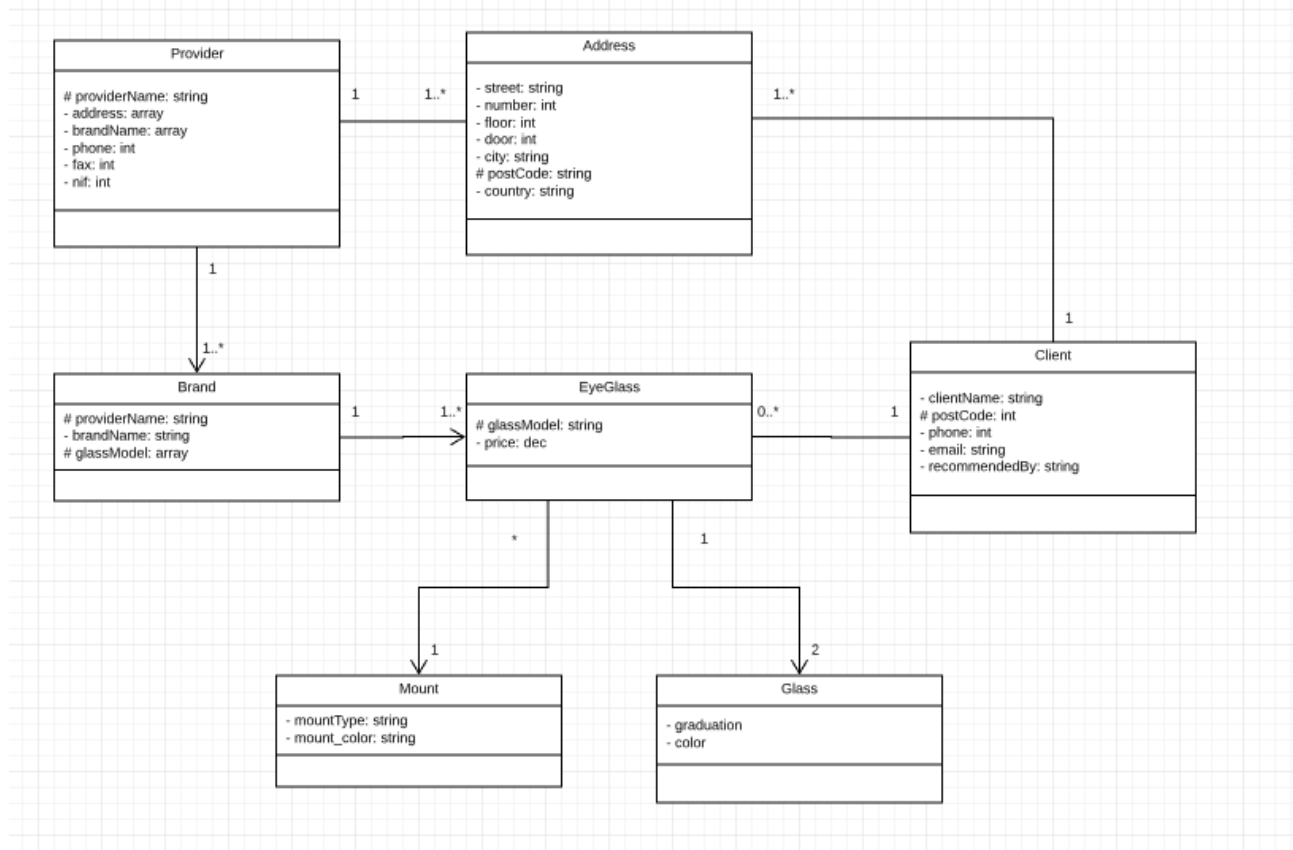 Provider
# providerName: string
- address: array
- brandName: array
- phone: int
- fax: int
- nif: int
1
1..*
Address
- street: string
- number: int
- floor: int
- door: int
- city: string
# postCode: string
- country: string
1..*
1
1
1..*
Brand
# providerName: string
- brandName: string
# glassModel: array
1
1..*
EyeGlass
# glassModel: string
- price: dec
0..*
1
Client
- clientName: string
# postCode: int
- phone: int
- email: string
- recommendedBy: string
*
1
1
2
Mount
- mountType: string
- mount_color: string
Glass
- graduation
- color